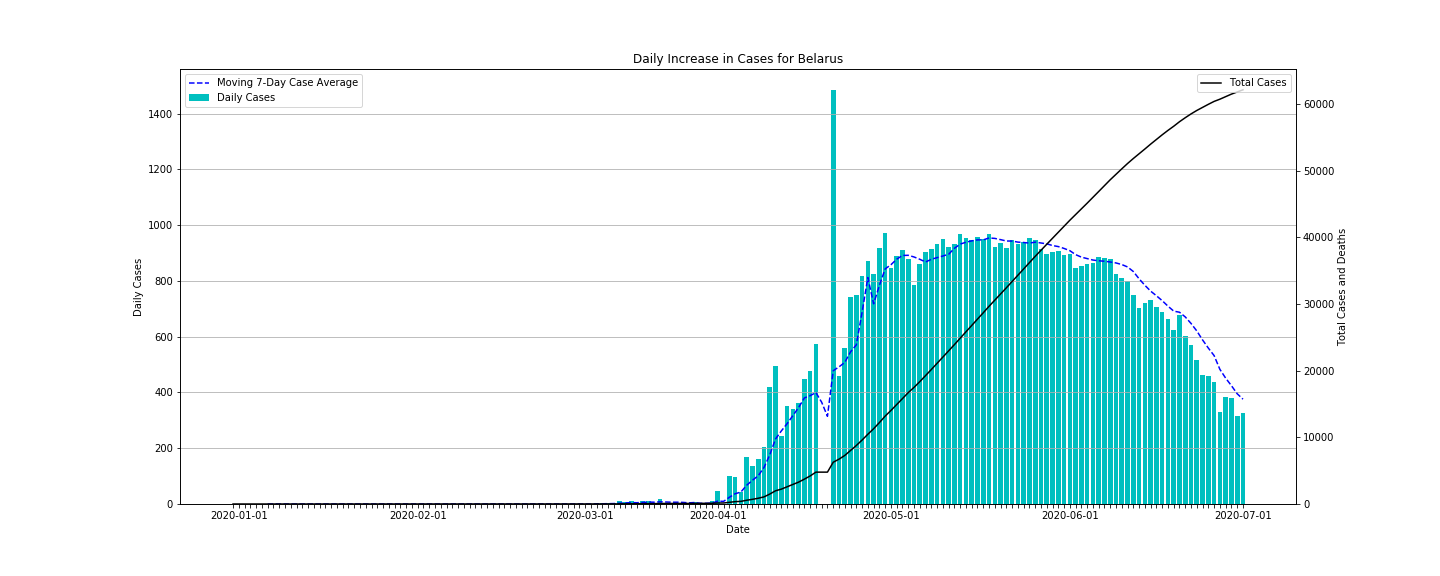 Daily Increase in Cases for Belarus
Moving 7-Day Case Average
Daily Cases
Total Cases
Daily Cases
1400
1200
1000
800
600
400
200
0
60000
50000
40000
30000
20000
10000
0
Total Cases and Deaths
2020-01-01 2020-02-01 2020-03-01 2020-04-01 2020-05-01 2020-06-01 2020-07-01
Date